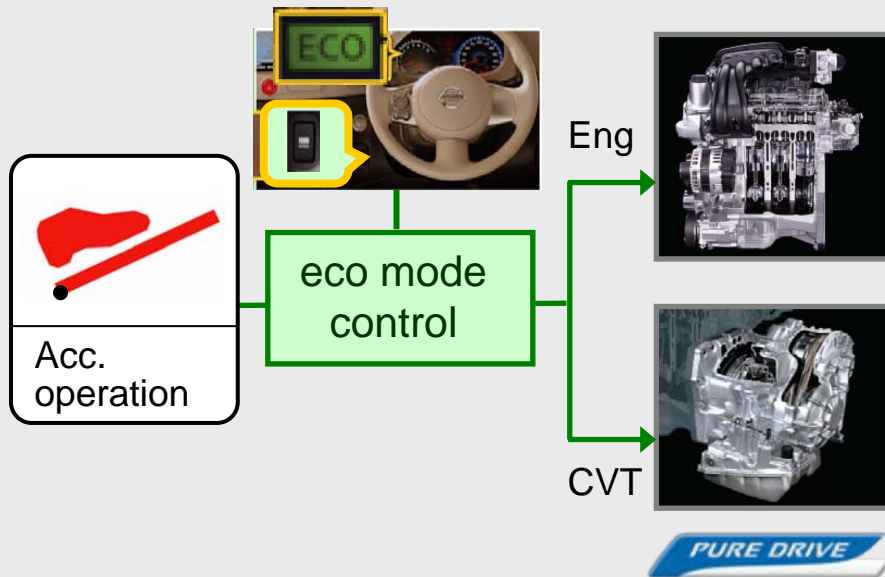 ECO
Eng
eco mode
control
Acc.
operation
CVT
PURE DRIVE